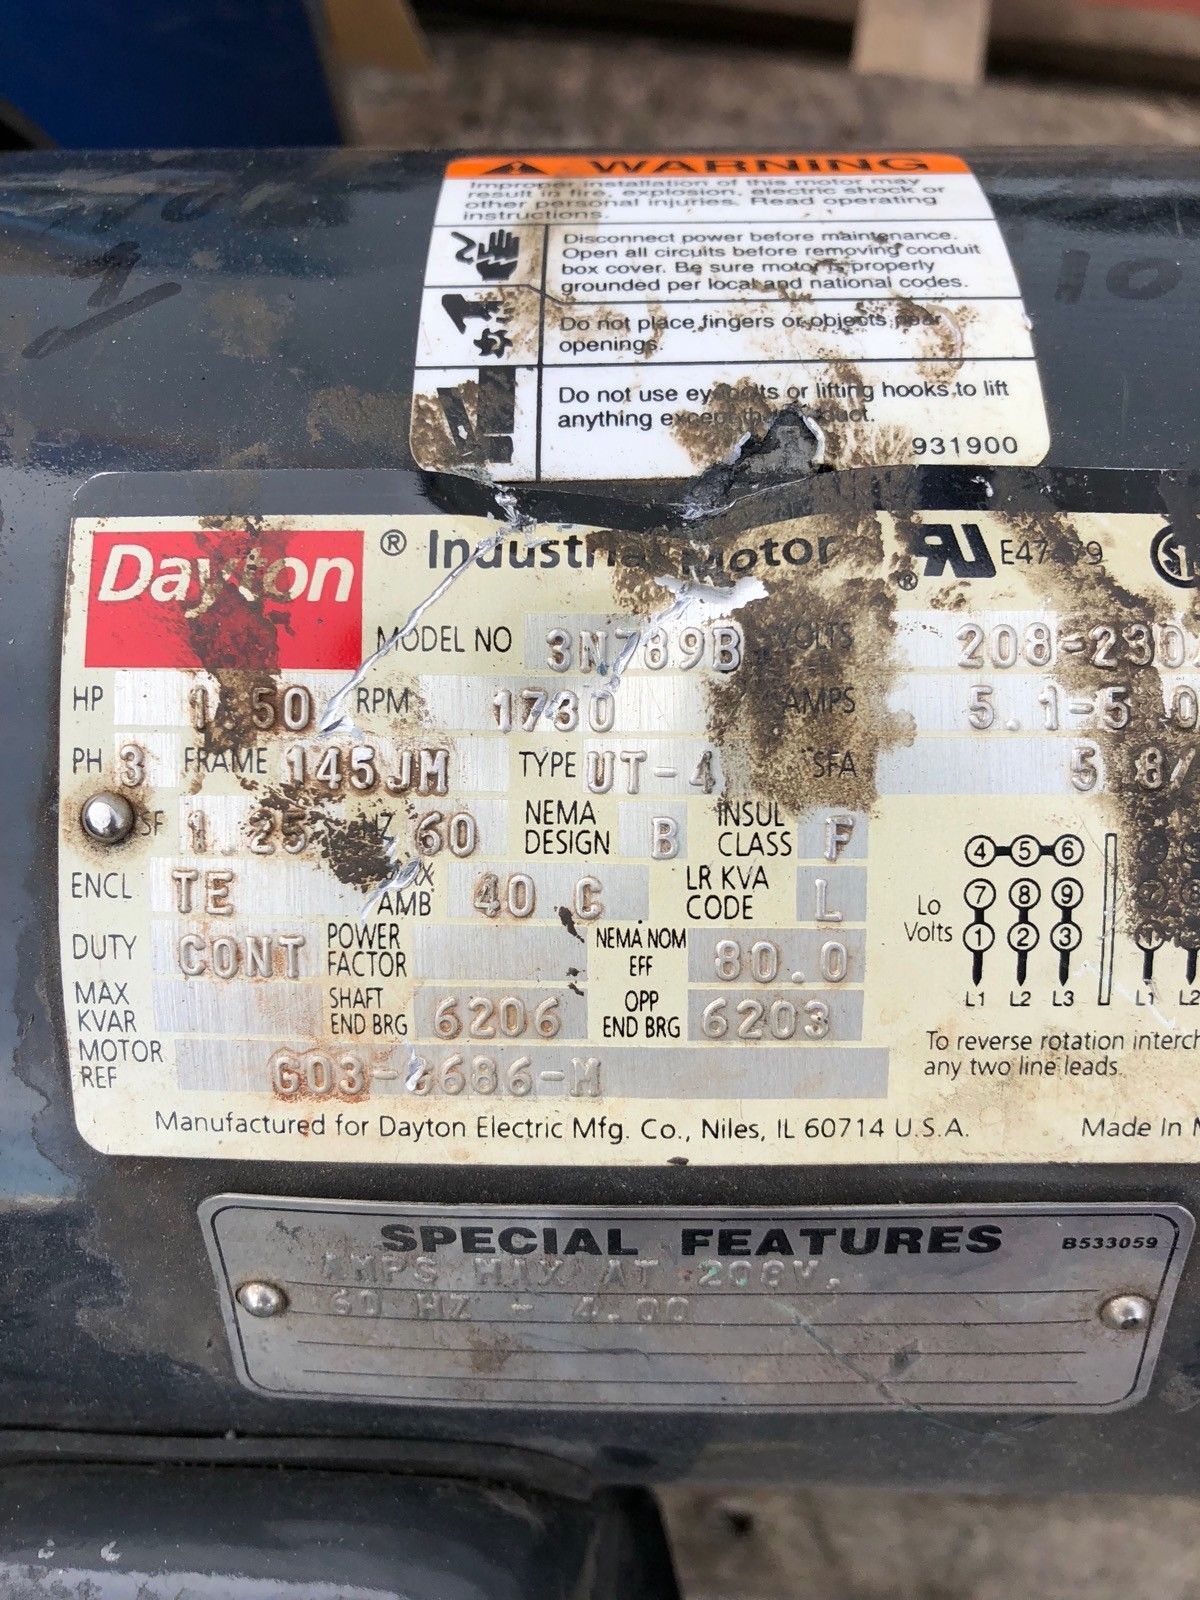 WARNING
Improper installation of this motor may
result in fire, explosion, electric shock or
other personal injuries. Read operating
instructions.
Disconnect power before maintenance.
Open all circuits before removing conduit
box cover. Be sure motor is properly
grounded per local and national codes.
Do not place fingers or objects near
openings.
Do not use eyebolts or lifting hooks to lift
anything except this product.
931900
10
Dayton ® Industrial Motor ®
MODEL NO 3N789B VOLTS 208-230
HP 1.50 RPM 1730 AMPS 5.1-5.0
PH 3 FRAME 145JM TYPE UT-4 SFA 5.8/
SF 1.25 HZ 60 NEMA DESIGN B INSUL CLASS F
ENCL TE MAX AMB 40 C LR KVA CODE L
DUTY CONT POWER FACTOR NEMA NOM EFF 80.0
MAX KVAR SHAFT END BRG 6206 OPP END BRG 6203
MOTOR REF
4 5 6
7 8 9
Lo Volts 1 2 3 1
L1 L2 L3 L1 L2
To reverse rotation interch
any two line leads.
Manufactured for Dayton Electric Mfg. Co., Niles, IL 60714 U.S.A. Made In M
SPECIAL FEATURES B533059
AMPS MAX AT 208V.
60 HZ - 4.00